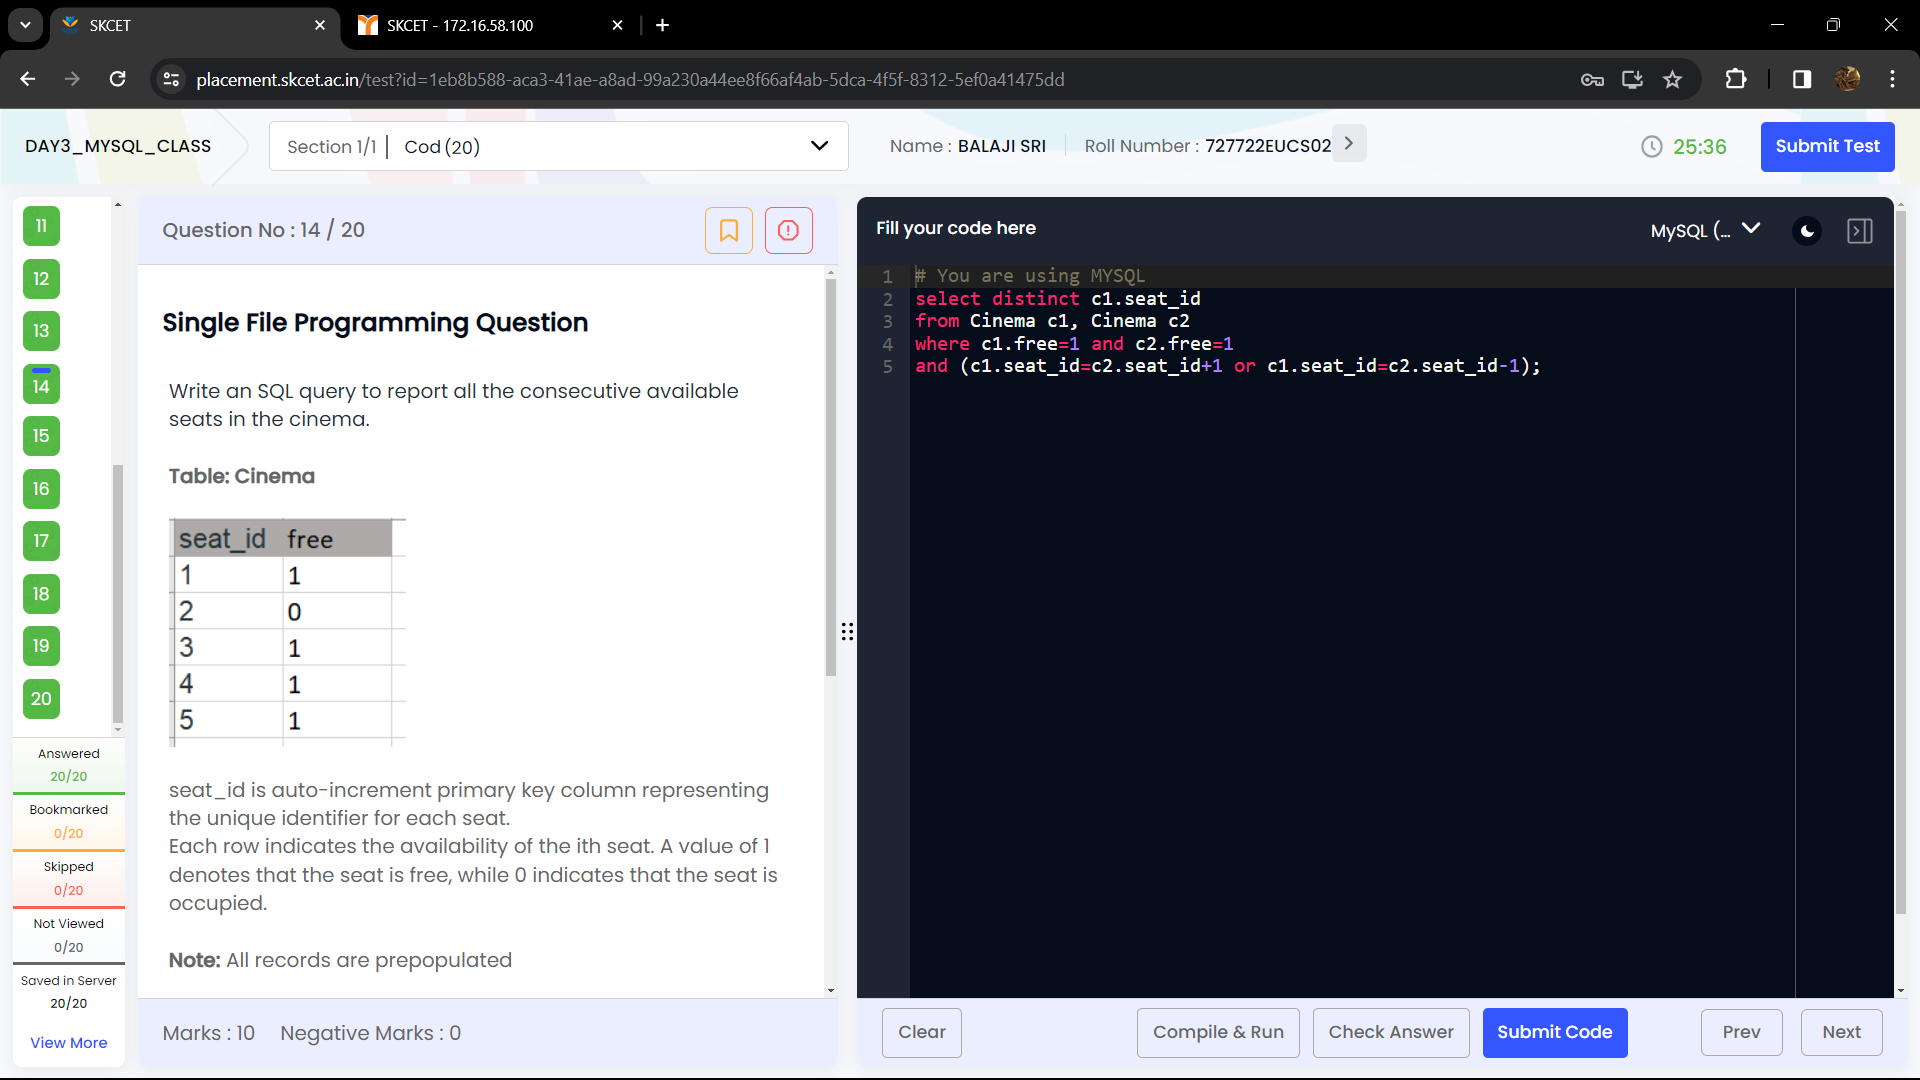 SKCET
SKCET - 172.16.58.100
placement.skcet.ac.in/test?id=1eb8b588-aca3-41ae-a8ad-99a230a44ee8f66af4ab-5dca-4f5f-8312-5ef0a41475dd
DAY3_MYSQL_CLASS
Section 1/1 | Cod (20)
Name : BALAJI SRI
Roll Number : 727722EUCS02
25:36
Submit Test
11
12
13
14
15
16
17
18
19
20
Answered
20/20
Bookmarked
0/20
Skipped
0/20
Not Viewed
0/20
Saved in Server
20/20
View More
Question No : 14 / 20
Single File Programming Question
Write an SQL query to report all the consecutive available
seats in the cinema.
Table: Cinema
seat_id free
1 1
2 0
3 1
4 1
5 1
seat_id is auto-increment primary key column representing
the unique identifier for each seat.
Each row indicates the availability of the ith seat. A value of 1
denotes that the seat is free, while 0 indicates that the seat is
occupied.
Note: All records are prepopulated
Marks : 10 Negative Marks : 0
Fill your code here
MySQL (...
1 # You are using MYSQL
2 select distinct c1.seat_id
3 from Cinema c1, Cinema c2
4 where c1.free=1 and c2.free=1
5 and (c1.seat_id=c2.seat_id+1 or c1.seat_id=c2.seat_id-1);
Clear
Compile & Run
Check Answer
Submit Code
Prev
Next